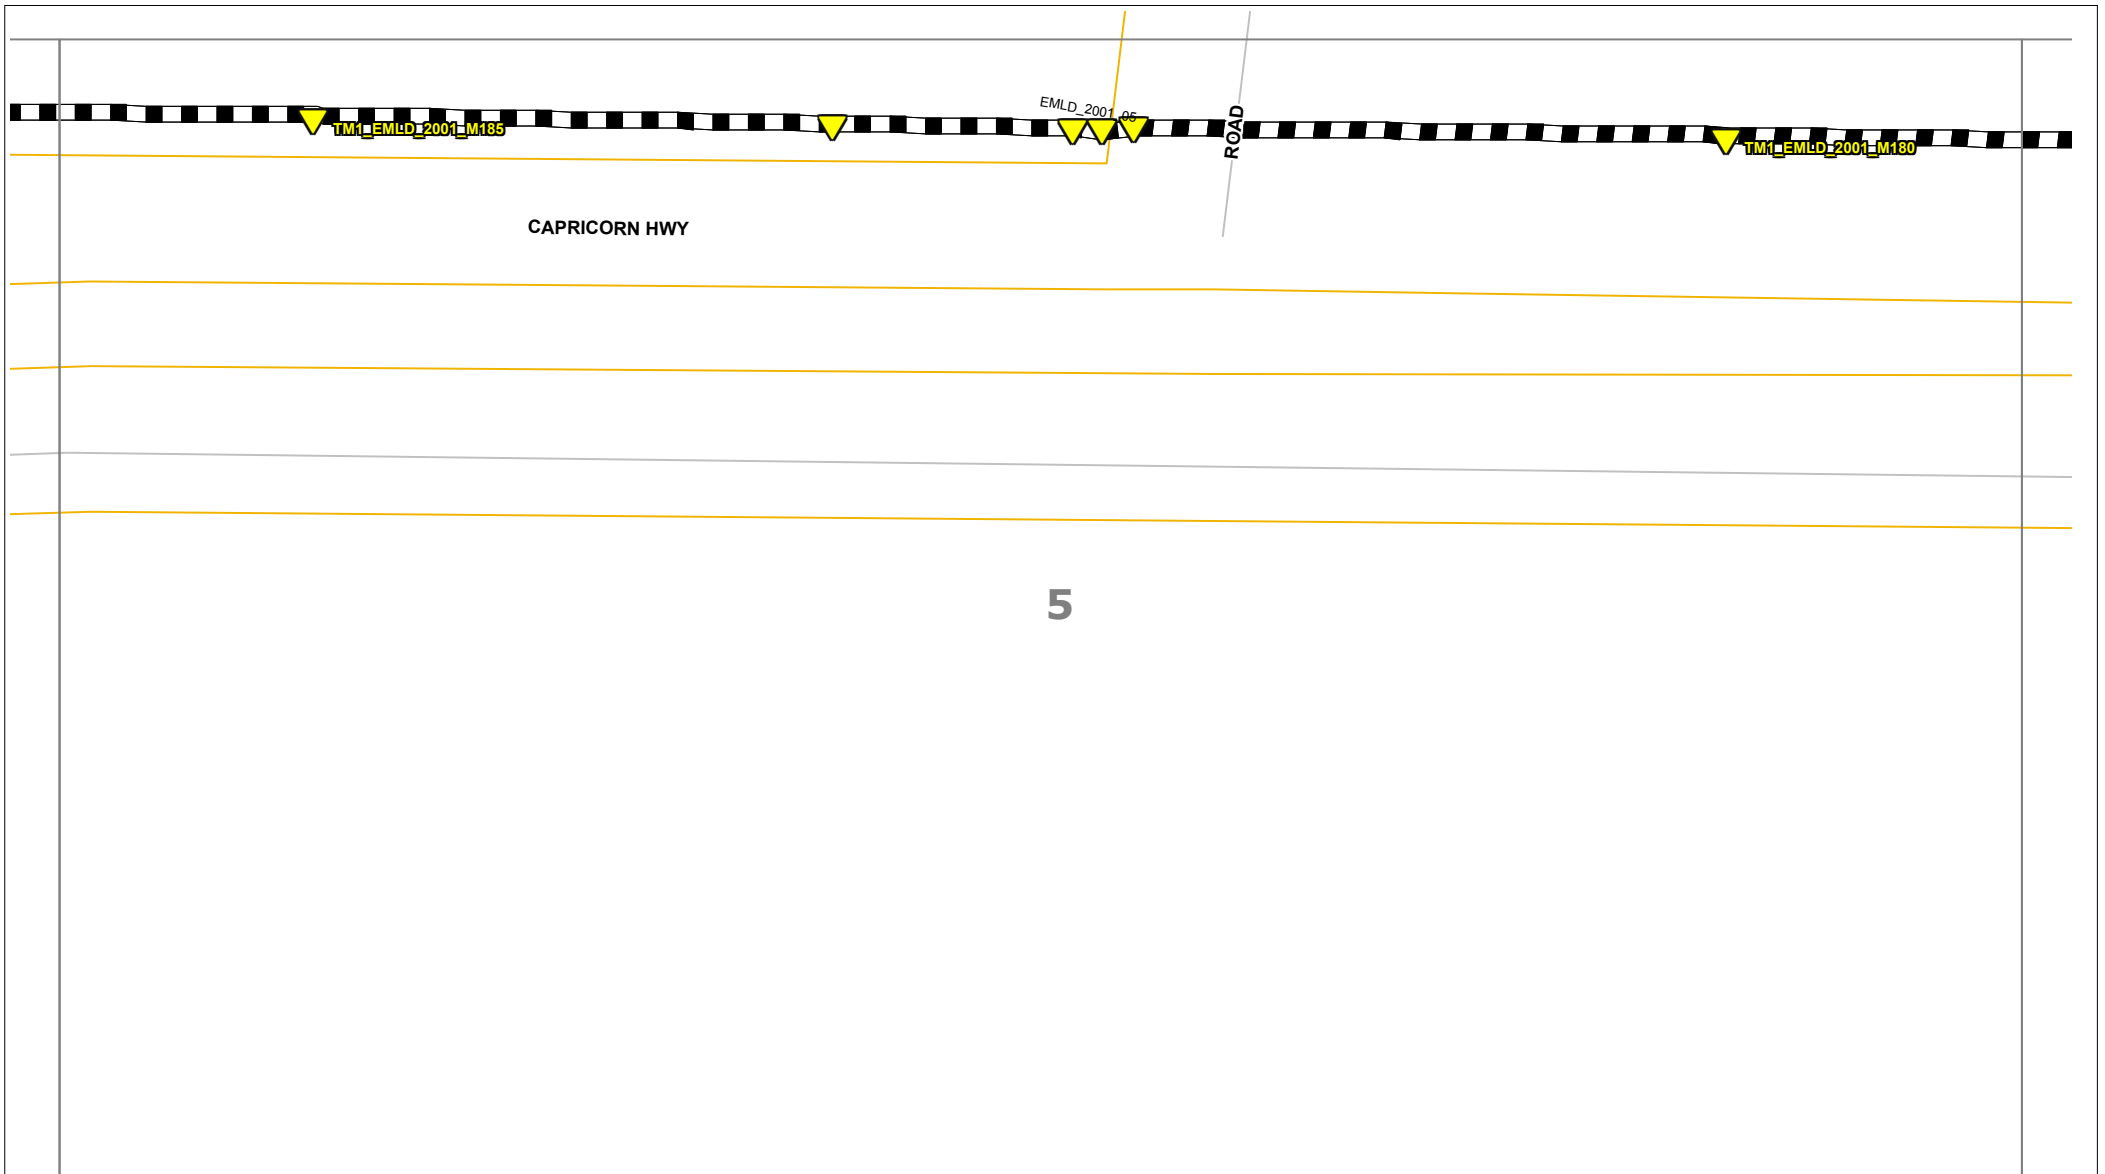 EMLD_2001_05
ROAD
TM1_EMLD_2001_M185
TM1_EMLD_2001_M180
CAPRICORN HWY
5